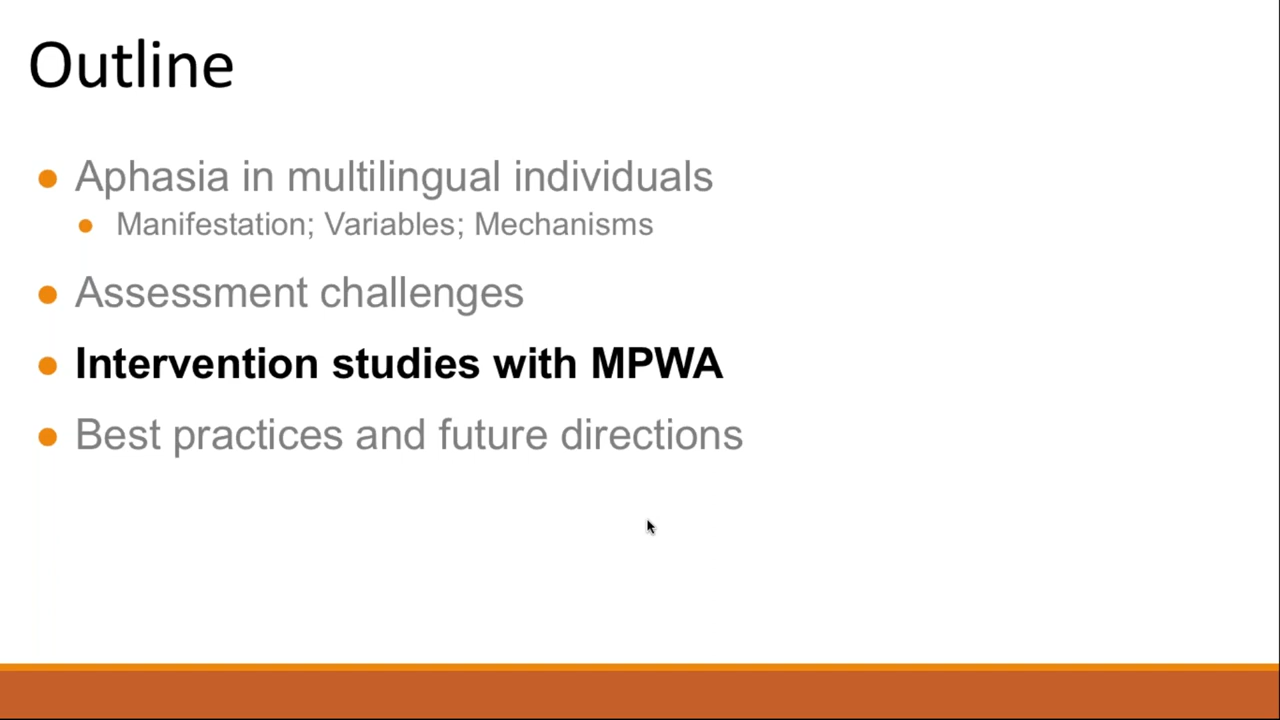 Outline
Aphasia in multilingual individuals
Manifestation; Variables; Mechanisms
Assessment challenges
Intervention studies with MPWA
Best practices and future directions